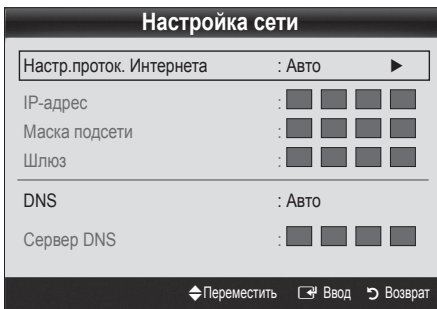 Настройка сети
Настр.проток. Интернета : Авто ►
IP-адрес :
Маска подсети :
Шлюз :
DNS : Авто
Сервер DNS :
Переместить Ввод Возврат